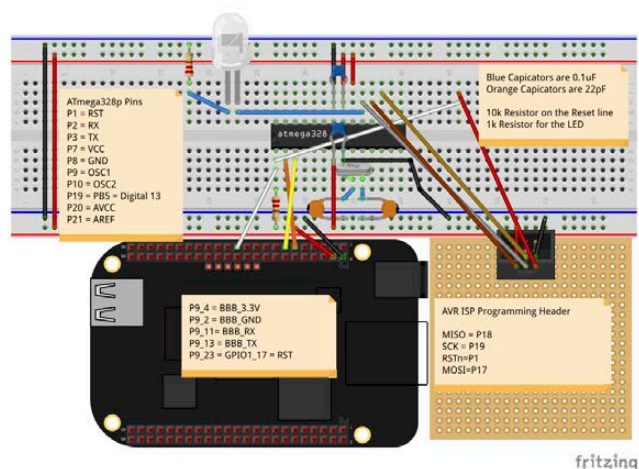 Blue Capicators are 0.1uF
Orange Capicators are 22pF
10k Resistor on the Reset line
1k Resistor for the LED
ATmega328p Pins
P1 = RST
P2 = RX
P3 = TX
P7 = VCC
P8 = GND
P9 = OSC1
P10 = OSC2
P19 = PB5 = Digital 13
P20 = AVCC
P21 = AREF
atmega328
P9_4 = BBB_3.3V
P9_2 = BBB_GND
P9_11= BBB_RX
P9_13 = BBB_TX
P9_23 = GPIO1_17 = RST
AVR ISP Programming Header
MISO = P18
SCK = P19
RSTn=P1
MOSI=P17
fritzing